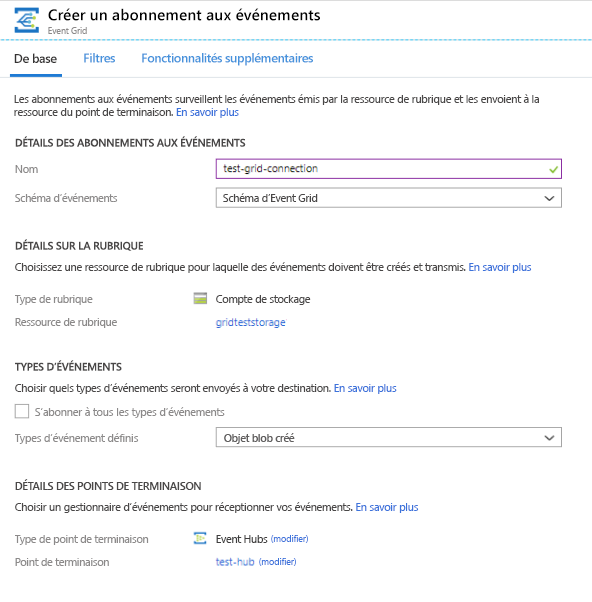 Créer un abonnement aux événements
Event Grid
De base Filtres Fonctionnalités supplémentaires
Les abonnements aux événements surveillent les événements émis par la ressource de rubrique et les envoient à la
ressource du point de terminaison. En savoir plus
DÉTAILS DES ABONNEMENTS AUX ÉVÉNEMENTS
Nom test-grid-connection
Schéma d'événements Schéma d'Event Grid
DÉTAILS SUR LA RUBRIQUE
Choisissez une ressource de rubrique pour laquelle des événements doivent être créés et transmis. En savoir plus
Type de rubrique Compte de stockage
Ressource de rubrique gridteststorage
TYPES D'ÉVÉNEMENTS
Choisir quels types d'événements seront envoyés à votre destination. En savoir plus
S'abonner à tous les types d'événements
Types d'événement définis Objet blob créé
DÉTAILS DES POINTS DE TERMINAISON
Choisir un gestionnaire d'événements pour réceptionner vos événements. En savoir plus
Type de point de terminaison Event Hubs (modifier)
Point de terminaison test-hub (modifier)